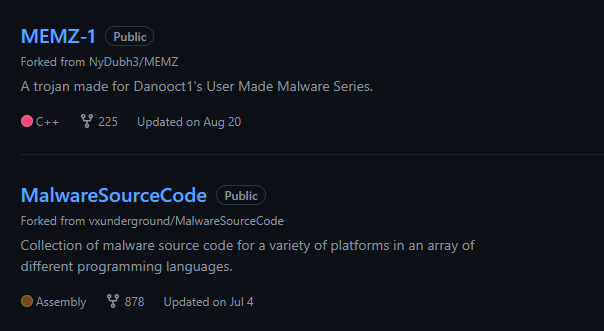 MEMZ-1 Public
Forked from NyDubh3/MEMZ
A trojan made for Danooct1's User Made Malware Series.
C++ 225 Updated on Aug 20
MalwareSourceCode Public
Forked from vxunderground/MalwareSourceCode
Collection of malware source code for a variety of platforms in an array of
different programming languages.
Assembly 878 Updated on Jul 4